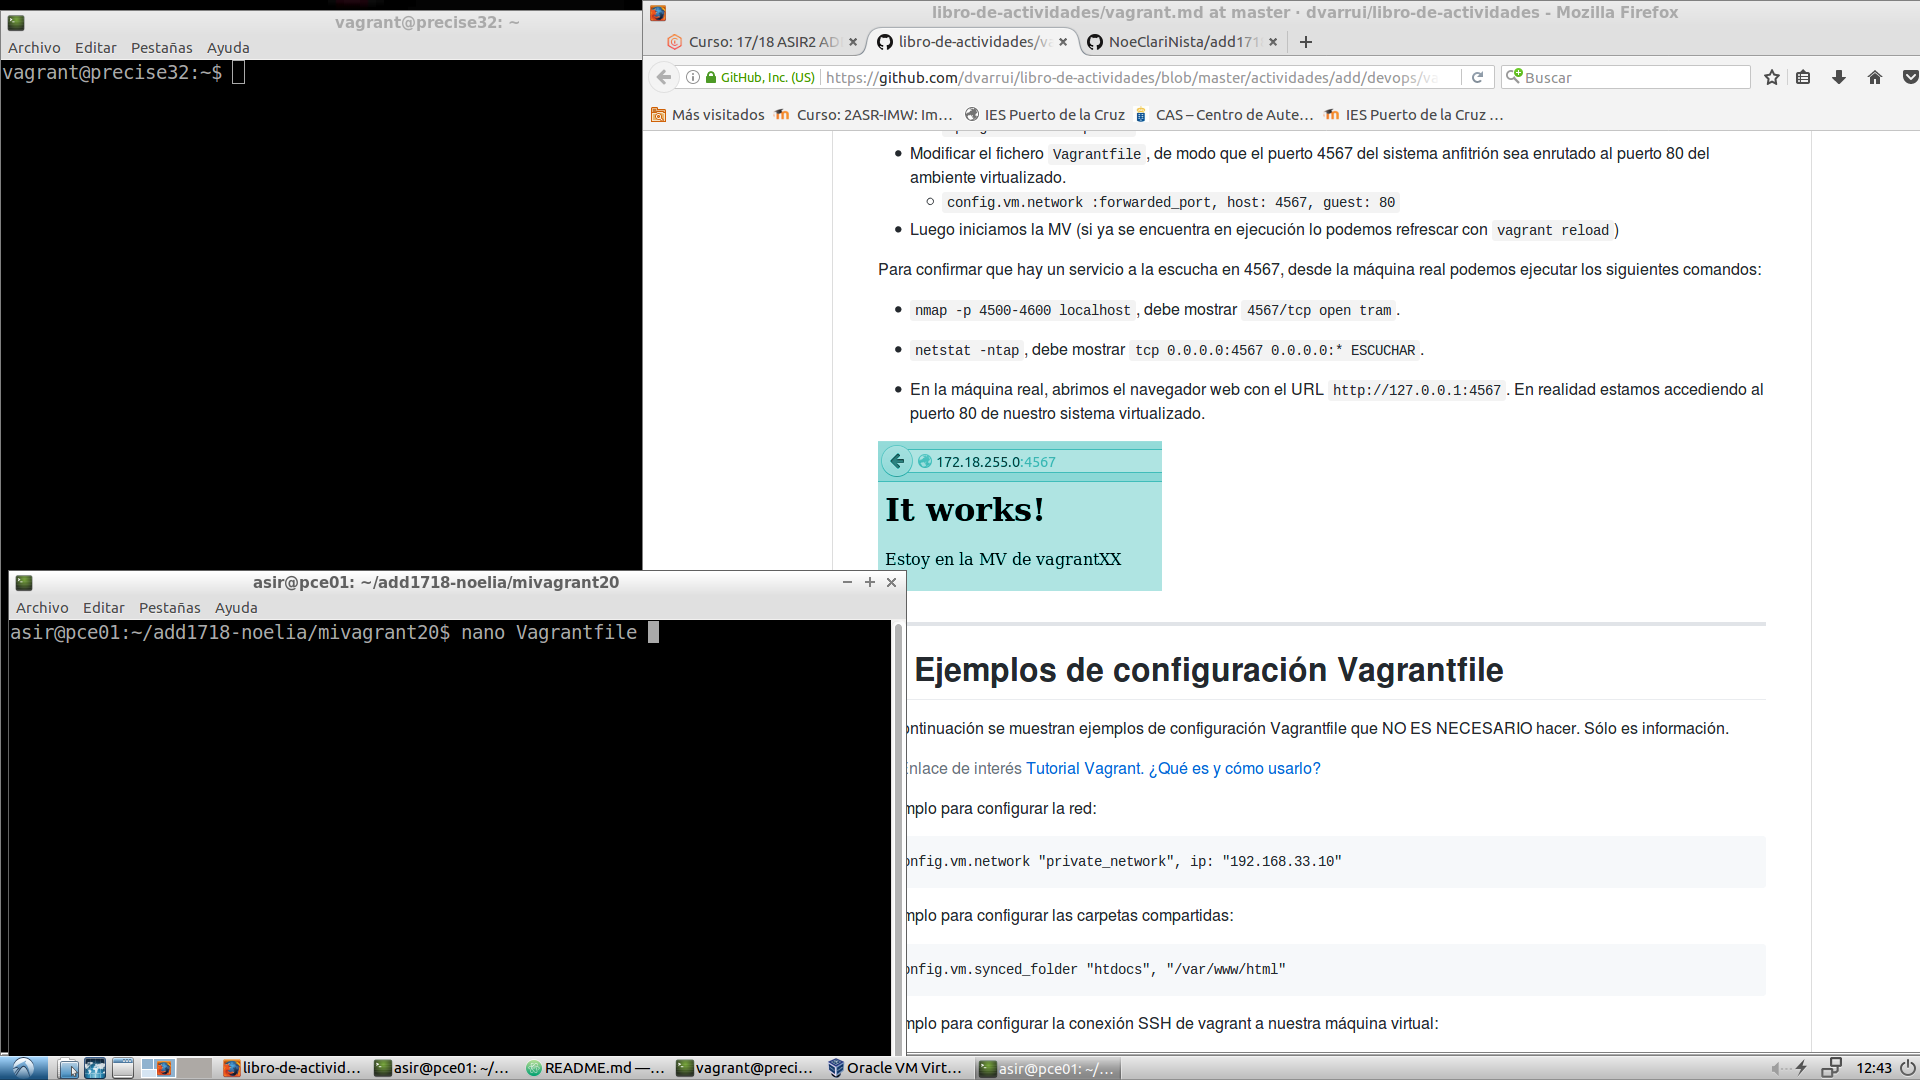 vagrant@precise32: ~
Archivo Editar Pestañas Ayuda
vagrant@precise32:~$
libro-de-actividades/vagrant.md at master · dvarrui/libro-de-actividades - Mozilla Firefox
Curso: 17/18 ASIR2 AD
libro-de-actividades/va
NoeClariNista/add171
GitHub, Inc. (US)
https://github.com/dvarrui/libro-de-actividades/blob/master/actividades/add/devops/va
Buscar
Más visitados
Curso: 2ASR-IMW: Im...
IES Puerto de la Cruz
CAS – Centro de Aute...
IES Puerto de la Cruz ...
Modificar el fichero Vagrantfile, de modo que el puerto 4567 del sistema anfitrión sea enrutado al puerto 80 del
ambiente virtualizado.
config.vm.network :forwarded_port, host: 4567, guest: 80
Luego iniciamos la MV (si ya se encuentra en ejecución lo podemos refrescar con vagrant reload)
Para confirmar que hay un servicio a la escucha en 4567, desde la máquina real podemos ejecutar los siguientes comandos:
nmap -p 4500-4600 localhost, debe mostrar 4567/tcp open tram.
netstat -ntap, debe mostrar tcp 0.0.0.0:4567 0.0.0.0:* ESCUCHAR.
En la máquina real, abrimos el navegador web con el URL http://127.0.0.1:4567. En realidad estamos accediendo al
puerto 80 de nuestro sistema virtualizado.
172.18.255.0:4567
It works!
Estoy en la MV de vagrantXX
asir@pce01: ~/add1718-noelia/mivagrant20
Archivo Editar Pestañas Ayuda
asir@pce01:~/add1718-noelia/mivagrant20$ nano Vagrantfile
Ejemplos de configuración Vagrantfile
ontinuación se muestran ejemplos de configuración Vagrantfile que NO ES NECESARIO hacer. Sólo es información.
nlace de interés Tutorial Vagrant. ¿Qué es y cómo usarlo?
mplo para configurar la red:
onfig.vm.network "private_network", ip: "192.168.33.10"
mplo para configurar las carpetas compartidas:
onfig.vm.synced_folder "htdocs", "/var/www/html"
mplo para configurar la conexión SSH de vagrant a nuestra máquina virtual:
libro-de-activid...
asir@pce01: ~/...
README.md —...
vagrant@preci...
Oracle VM Virt...
asir@pce01: ~/...
12:43